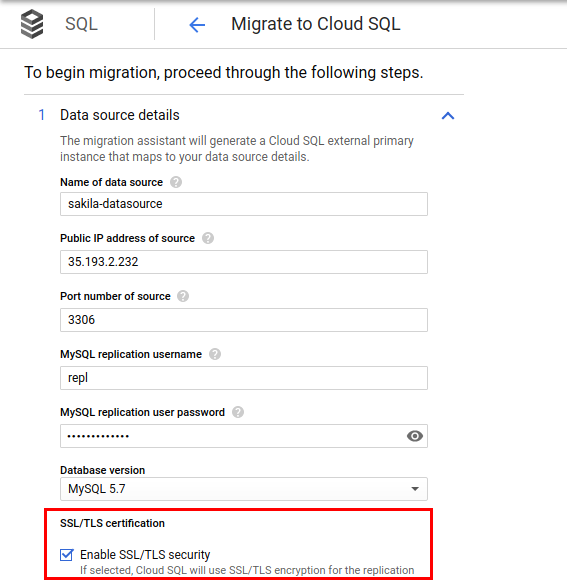 SQL
Migrate to Cloud SQL
To begin migration, proceed through the following steps.
1 Data source details
The migration assistant will generate a Cloud SQL external primary
instance that maps to your data source details.
Name of data source ?
sakila-datasource
Public IP address of source ?
35.193.2.232
Port number of source ?
3306
MySQL replication username ?
repl
MySQL replication user password ?
•••••••••••••
Database version
MySQL 5.7
SSL/TLS certification
Enable SSL/TLS security
If selected, Cloud SQL will use SSL/TLS encryption for the replication